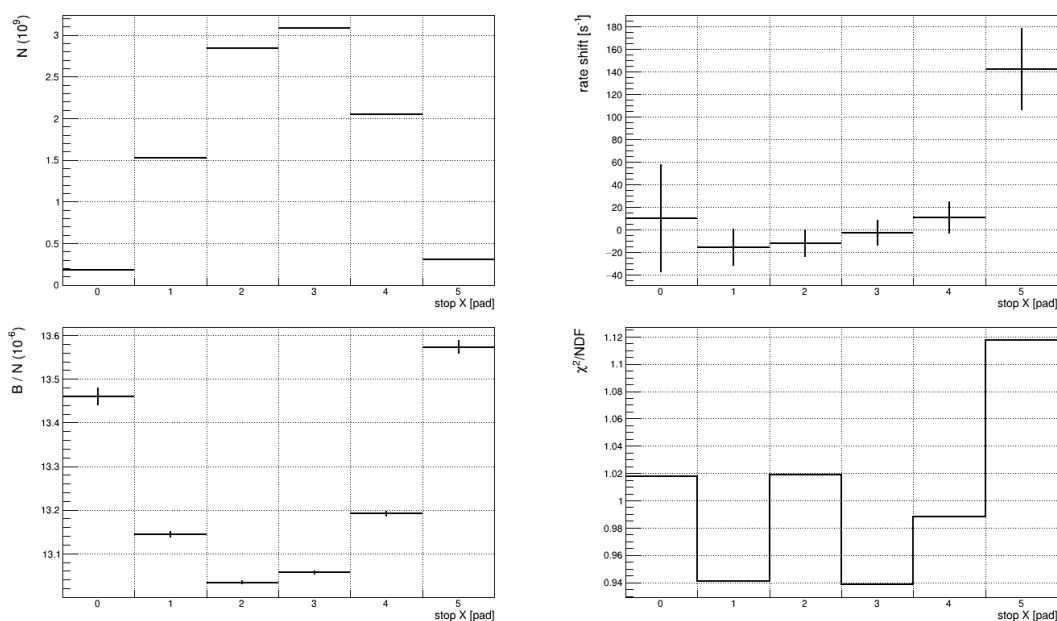 N (10⁹)
3
2.5
2
1.5
1
0.5
0
0 1 2 3 4 5
stop X [pad]
rate shift [s⁻¹]
180
160
140
120
100
80
60
40
20
0
−20
−40
0 1 2 3 4 5
stop X [pad]
B / N (10⁻⁶)
13.6
13.5
13.4
13.3
13.2
13.1
0 1 2 3 4 5
stop X [pad]
χ²/NDF
1.12
1.1
1.08
1.06
1.04
1.02
1
0.98
0.96
0.94
0 1 2 3 4 5
stop X [pad]